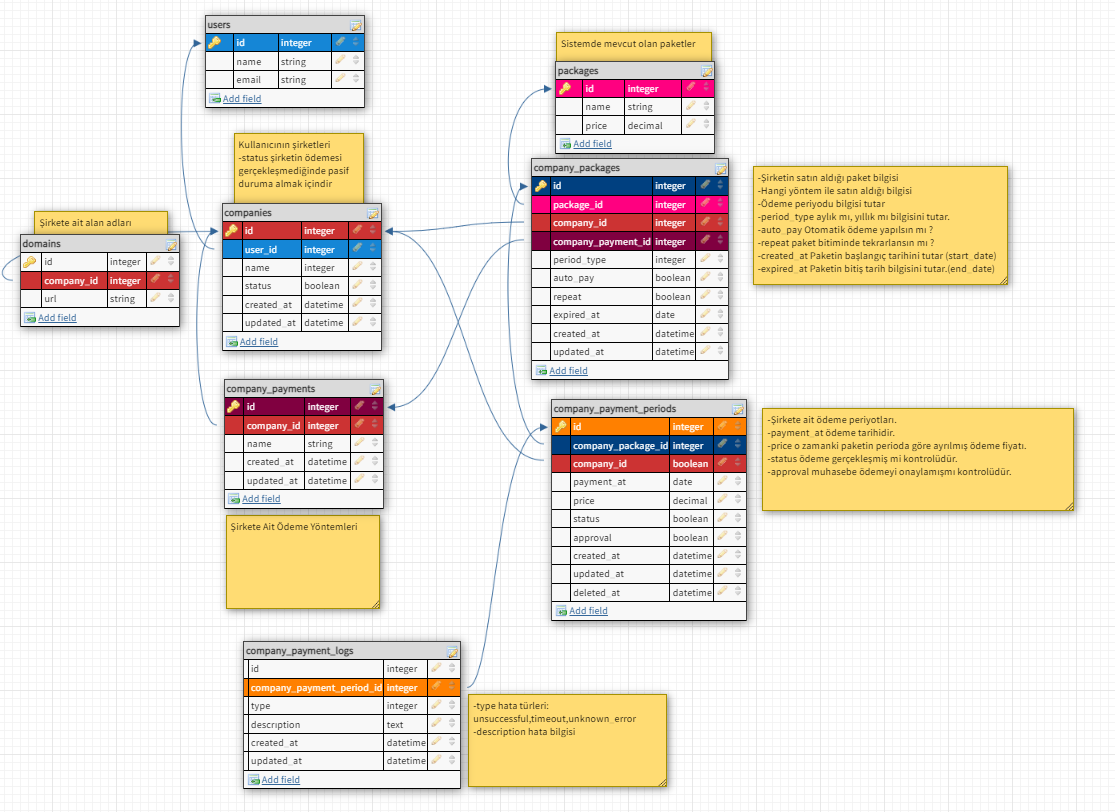 users
id integer
name string
email string
Add field
Sistemde mevcut olan paketler
packages
id integer
name string
price decimal
Add field
Kullanıcının şirketleri
-status şirketin ödemesi
gerçekleşmediğinde pasif
duruma almak içindir
companies
id integer
user_id integer
name integer
status boolean
created_at datetime
updated_at datetime
Add field
Şirkete ait alan adları
domains
id integer
company_id integer
url string
Add field
company_packages
id integer
package_id integer
company_id integer
company_payment_id integer
period_type integer
auto_pay boolean
repeat boolean
expired_at date
created_at datetime
updated_at datetime
Add field
-Şirketin satın aldığı paket bilgisi
-Hangi yöntem ile satın aldığı bilgisi
-Ödeme periyodu bilgisi tutar
-period_type aylık mı, yıllık mı bilgisini tutar.
-auto_pay Otomatik ödeme yapılsın mı ?
-repeat paket bitiminde tekrarlansın mı ?
-created_at Paketin başlangıç tarihini tutar (start_date)
-expired_at Paketin bitiş tarih bilgisini tutar.(end_date)
company_payments
id integer
company_id integer
name string
created_at datetime
updated_at datetime
Add field
Şirkete Ait Ödeme Yöntemleri
company_payment_periods
id integer
company_package_id integer
company_id boolean
payment_at date
price decimal
status boolean
approval boolean
created_at datetime
updated_at datetime
deleted_at datetime
Add field
-Şirkete ait ödeme periyotları.
-payment_at ödeme tarihidir.
-price o zamanki paketin perioda göre ayrılmış ödeme fiyatı.
-status ödeme gerçekleşmiş mi kontrolüdür.
-approval muhasebe ödemeyi onaylamışmı kontrolüdür.
company_payment_logs
id integer
company_payment_period_id integer
type integer
description text
created_at datetime
updated_at datetime
Add field
-type hata türleri:
unsuccessful,timeout,unknown_error
-description hata bilgisi